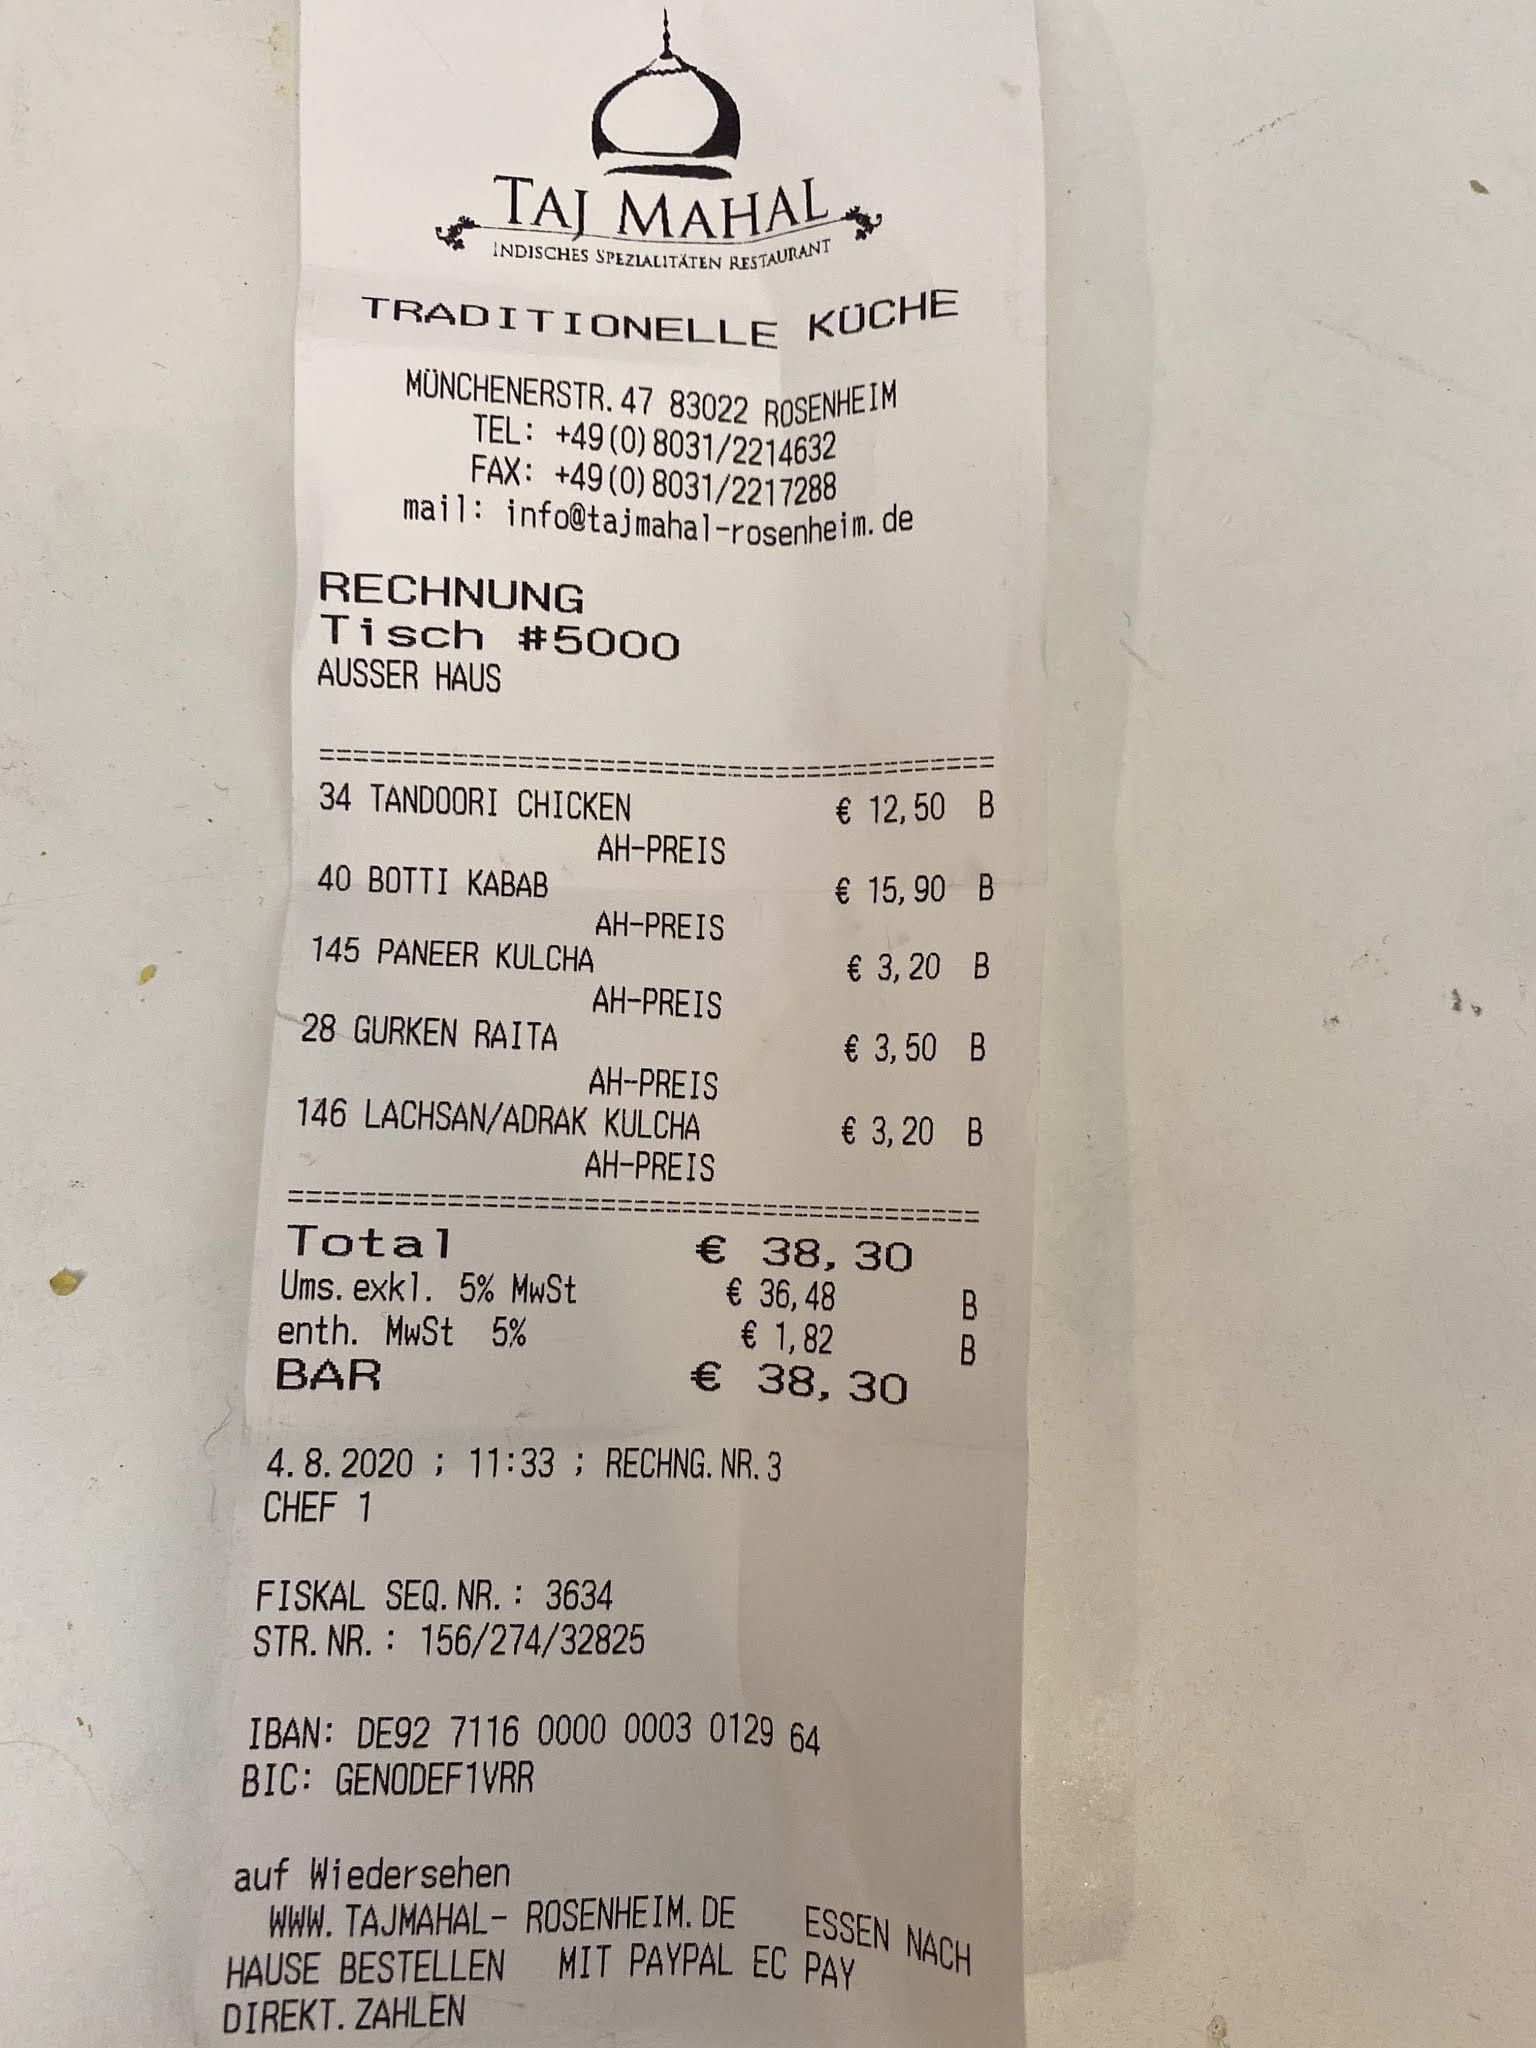 TAJ MAHAL
INDISCHES SPEZIALITÄTEN RESTAURANT
TRADITIONELLE KÜCHE
MÜNCHENERSTR.47 83022 ROSENHEIM
TEL: +49(0)8031/2214632
FAX: +49(0)8031/2217288
mail: info@tajmahal-rosenheim.de
RECHNUNG
Tisch #5000
AUSSER HAUS
========================================
34 TANDOORI CHICKEN € 12,50 B
AH-PREIS
40 BOTTI KABAB € 15,90 B
AH-PREIS
145 PANEER KULCHA € 3,20 B
AH-PREIS
28 GURKEN RAITA € 3,50 B
AH-PREIS
146 LACHSAN/ADRAK KULCHA € 3,20 B
AH-PREIS
========================================
Total € 38,30
Ums.exkl. 5% MwSt € 36,48 B
enth. MwSt 5% € 1,82 B
BAR € 38,30
4.8.2020 ; 11:33 ; RECHNG.NR.3
CHEF 1
FISKAL SEQ.NR.: 3634
STR.NR.: 156/274/32825
IBAN: DE92 7116 0000 0003 0129 64
BIC: GENODEF1VRR
auf Wiedersehen
WWW.TAJMAHAL- ROSENHEIM.DE ESSEN NACH
HAUSE BESTELLEN MIT PAYPAL EC PAY
DIREKT.ZAHLEN